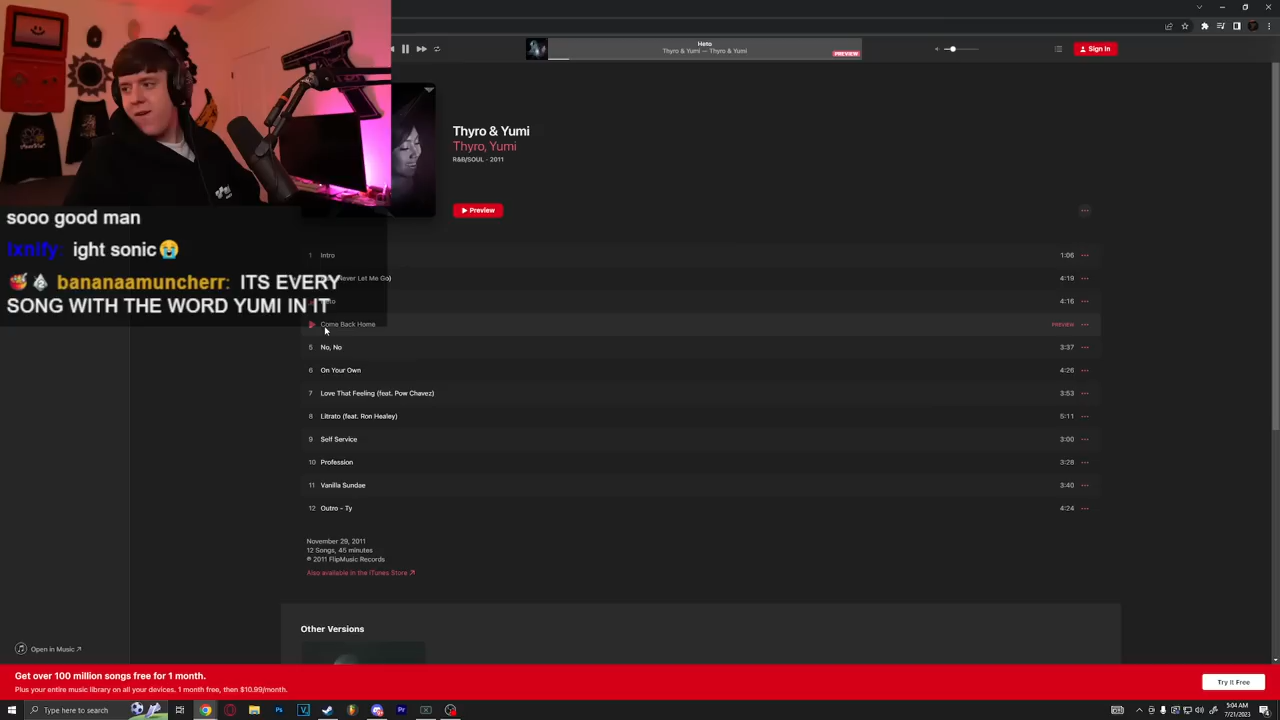 Heto
Thyro & Yumi — Thyro & Yumi
PREVIEW
Sign In
Thyro & Yumi
Thyro, Yumi
R&B/SOUL · 2011
Preview
sooo good man
Ixnify: ight sonic😭
bananaamuncherr: ITS EVERY
SONG WITH THE WORD YUMI IN IT
1 Intro 1:06
Never Let Me Go) 4:19
4:16
Come Back Home PREVIEW
5 No, No 3:37
6 On Your Own 4:26
7 Love That Feeling (feat. Pow Chavez) 3:53
8 Litrato (feat. Ron Healey) 5:11
9 Self Service 3:00
10 Profession 3:28
11 Vanilla Sundae 3:40
12 Outro - Ty 4:24
November 29, 2011
12 Songs, 45 minutes
℗ 2011 FlipMusic Records
Also available in the iTunes Store ↗
Other Versions
Open in Music ↗
Get over 100 million songs free for 1 month.
Plus your entire music library on all your devices. 1 month free, then $10.99/month.
Try It Free
Type here to search
5:04 AM
7/21/2023